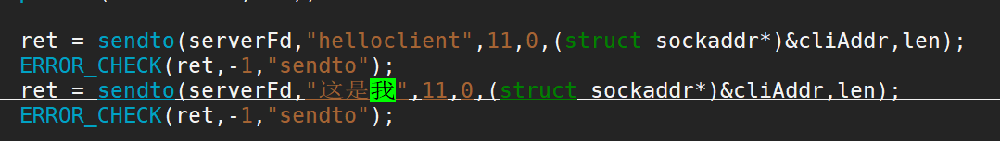 ret = sendto(serverFd,"helloclient",11,0,(struct sockaddr*)&cliAddr,len);
ERROR_CHECK(ret,-1,"sendto");
ret = sendto(serverFd,"这是我",11,0,(struct sockaddr*)&cliAddr,len);
ERROR_CHECK(ret,-1,"sendto");